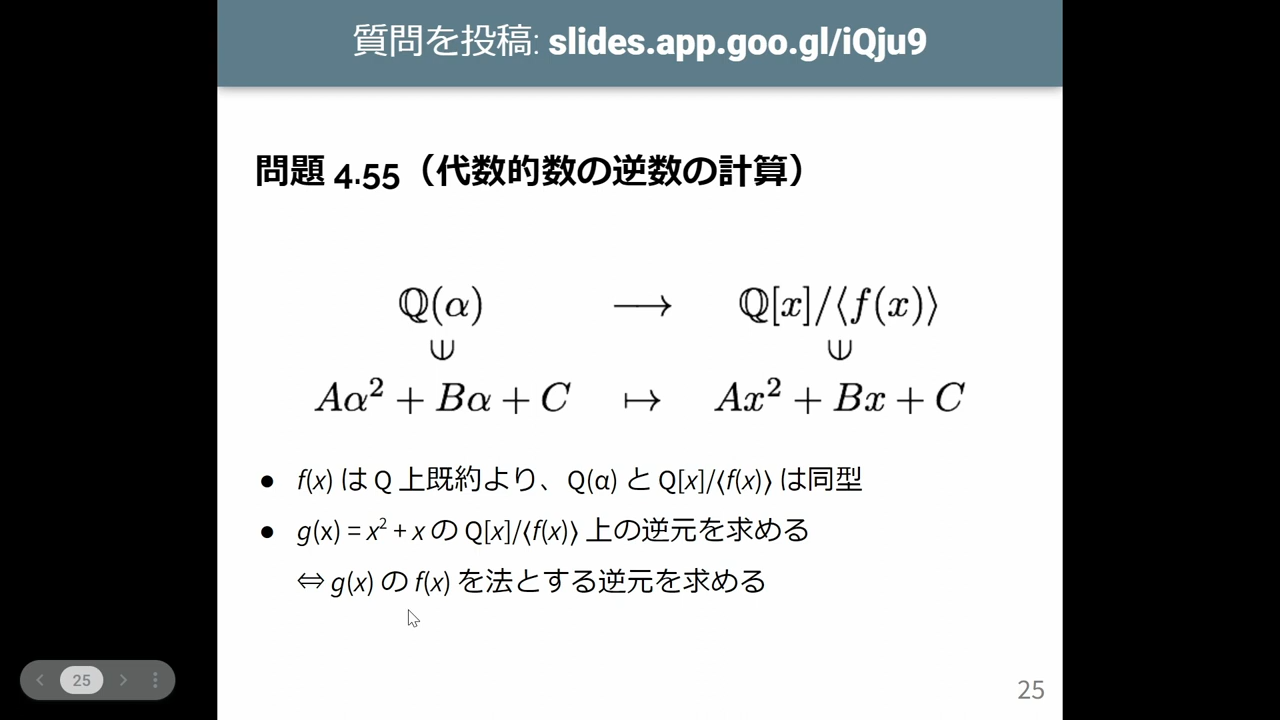 質問を投稿: slides.app.goo.gl/iQju9
問題 4.55（代数的数の逆数の計算）
ℚ(α) ⟶ ℚ[x]/⟨f(x)⟩
∈ ∈
Aα² + Bα + C ↦ Ax² + Bx + C
● f(x) は Q 上既約より、Q(α) と Q[x]/⟨f(x)⟩ は同型
● g(x) = x² + x の Q[x]/⟨f(x)⟩ 上の逆元を求める
⇔ g(x) の f(x) を法とする逆元を求める
25
25